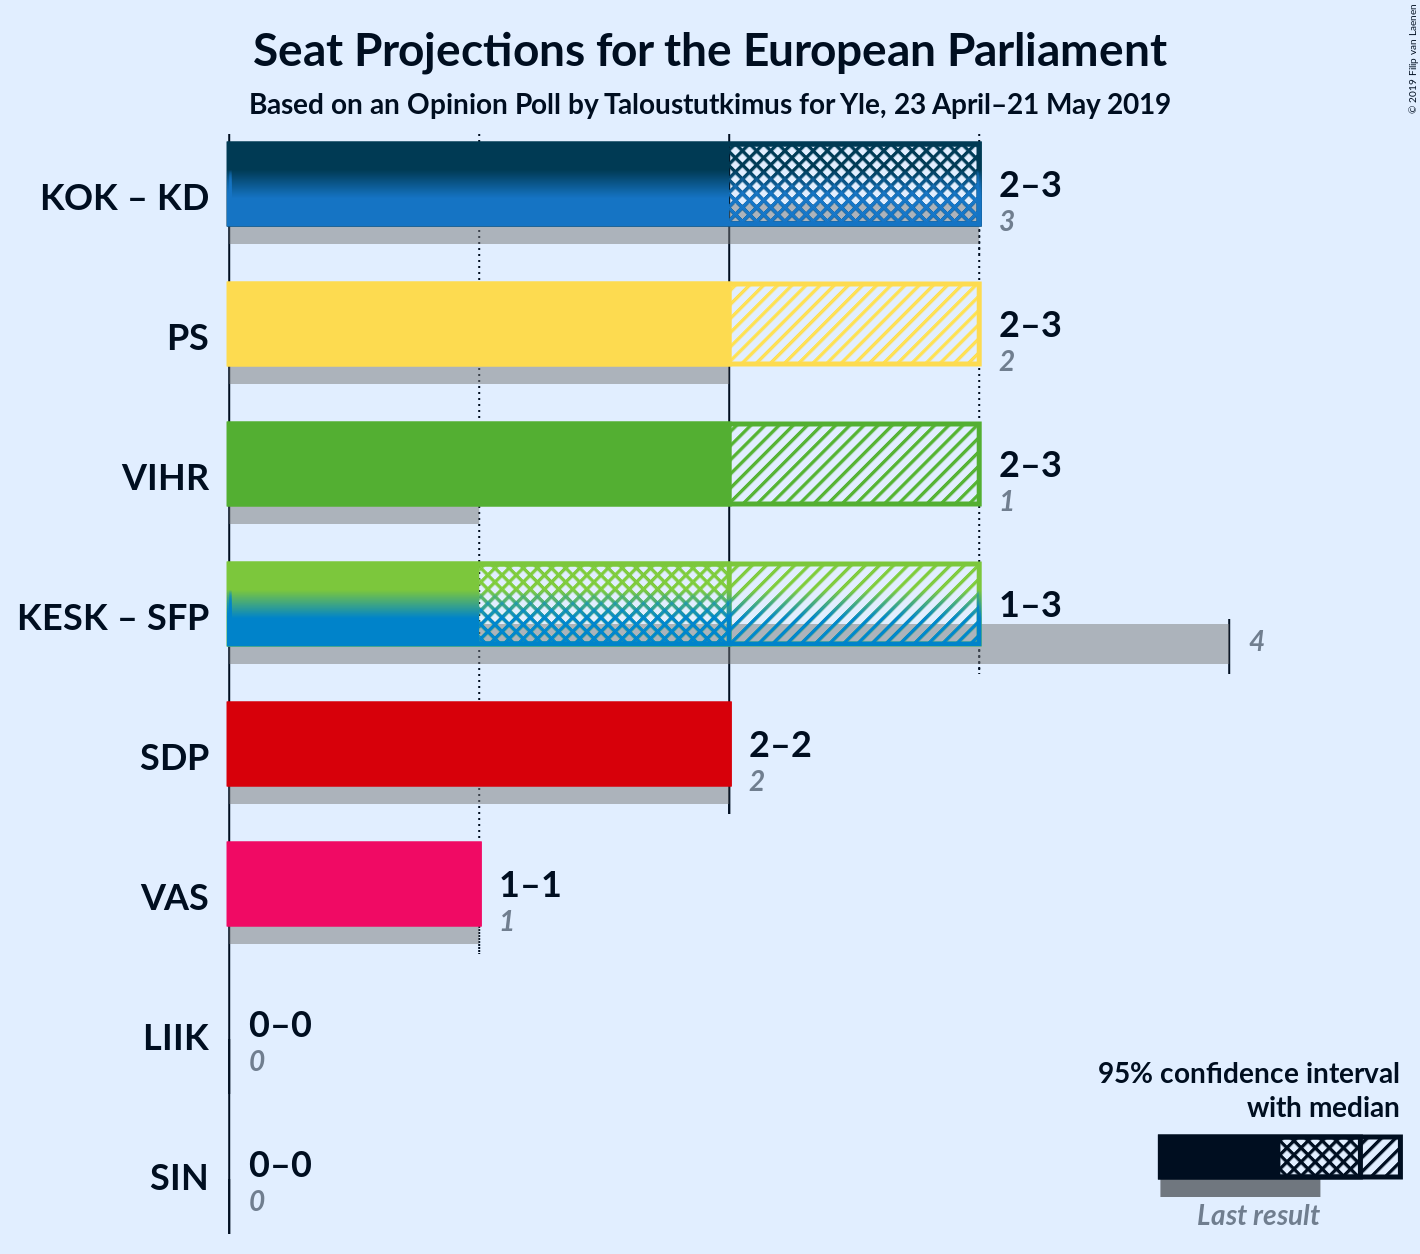 Seat Projections for the European Parliament
Based on an Opinion Poll by Taloustutkimus for Yle, 23 April–21 May 2019
© 2019 Filip van Laenen
KOK – KD
2–3
3
PS
2–3
2
VIHR
2–3
1
KESK – SFP
1–3
4
SDP
2–2
2
VAS
1–1
1
LIIK
0–0
0
SIN
0–0
0
95% confidence interval
with median
Last result